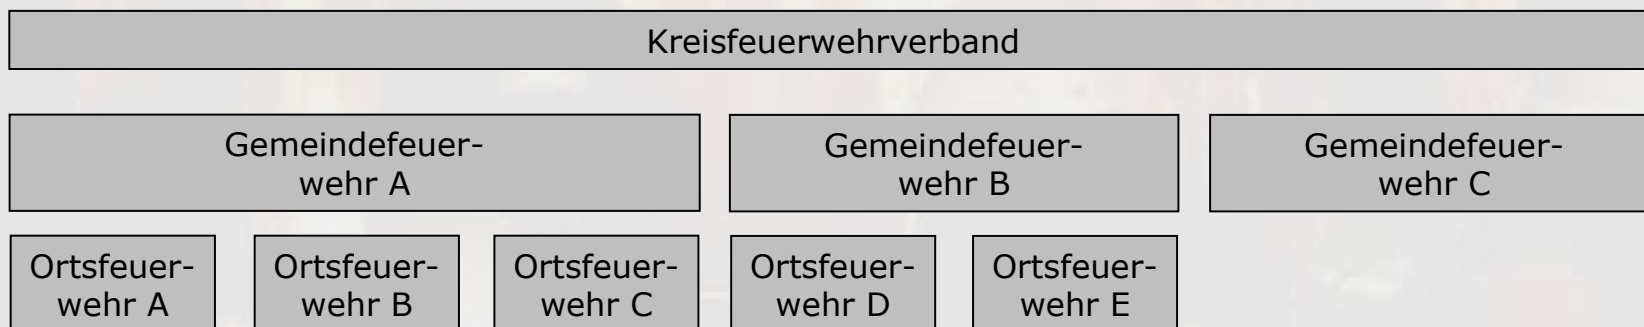 Kreisfeuerwehrverband
Gemeindefeuer-
wehr A
Gemeindefeuer-
wehr B
Gemeindefeuer-
wehr C
Ortsfeuer-
wehr A
Ortsfeuer-
wehr B
Ortsfeuer-
wehr C
Ortsfeuer-
wehr D
Ortsfeuer-
wehr E